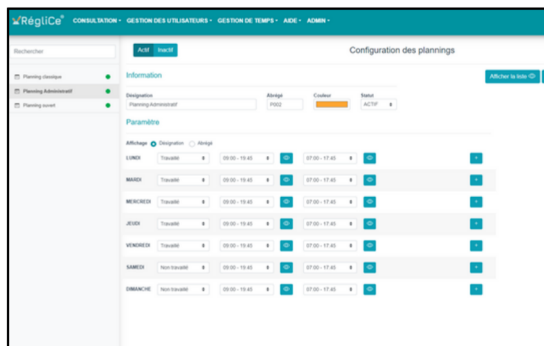 RégliCe®
CONSULTATION GESTION DES UTILISATEURS GESTION DE TEMPS AIDE ADMIN
Rechercher
Actif Inactif
Configuration des plannings
Planning classique
Planning Administratif
Planning ouvert
Information
Afficher la liste
Désignation Abrégé Couleur Statut
Planning Administratif P002 ACTIF
Paramètre
Affichage Désignation Abrégé
LUNDI Travaillé 09:00 - 19:45 07:00 - 17:45
MARDI Travaillé 09:00 - 19:45 07:00 - 17:45
MERCREDI Travaillé 09:00 - 19:45 07:00 - 17:45
JEUDI Travaillé 09:00 - 19:45 07:00 - 17:45
VENDREDI Travaillé 09:00 - 19:45 07:00 - 17:45
SAMEDI Non travaillé 09:00 - 19:45 07:00 - 17:45
DIMANCHE Non travaillé 09:00 - 19:45 07:00 - 17:45